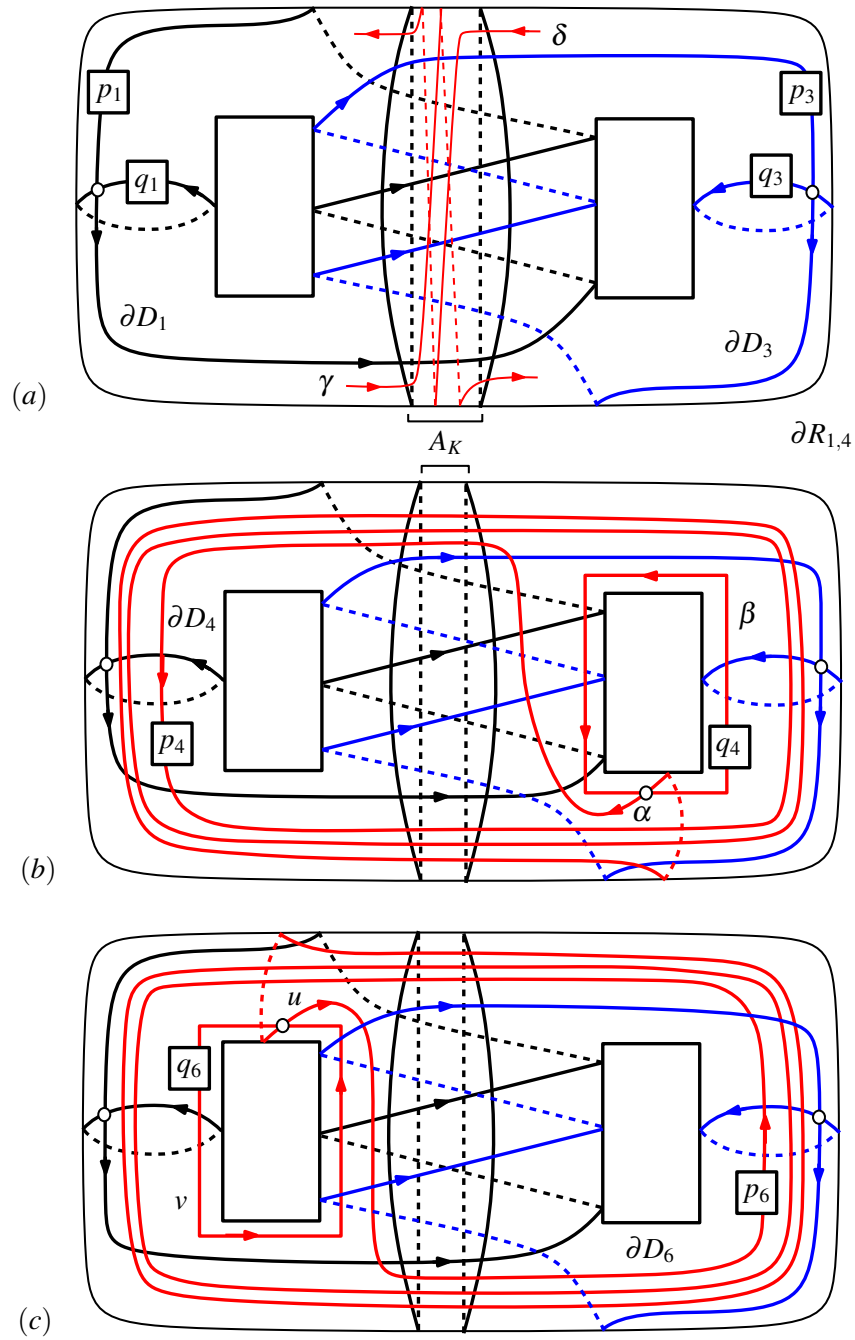 δ
p₁ p₃
q₁ q₃
∂D₁ ∂D₃
γ
(a)
A_K ∂R₁,₄
∂D₄ β
p₄ q₄
α
(b)
u
q₆
v p₆
∂D₆
(c)